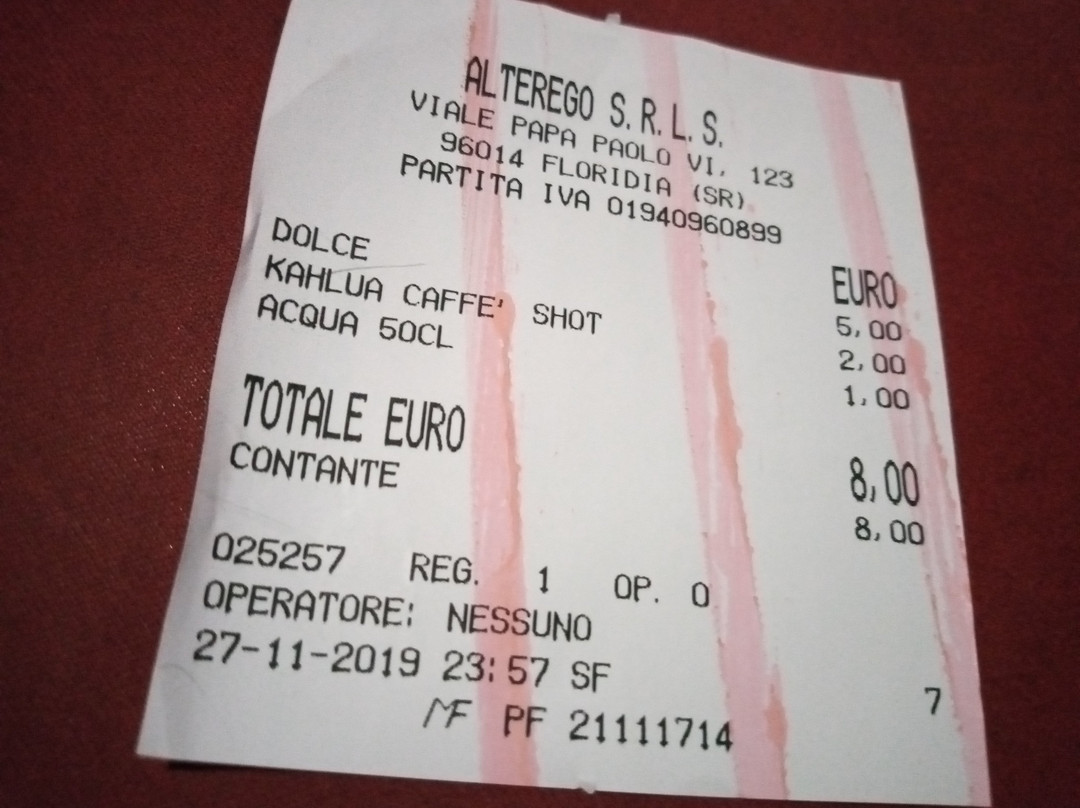 ALTEREGO S.R.L.S.
VIALE PAPA PAOLO VI, 123
96014 FLORIDIA (SR)
PARTITA IVA 01940960899
EURO
DOLCE 5,00
KAHLUA CAFFE' SHOT 2,00
ACQUA 50CL 1,00
TOTALE EURO 8,00
CONTANTE 8,00
025257 REG. 1 OP. 0
OPERATORE: NESSUNO
27-11-2019 23:57 SF 7
MF PF 21111714